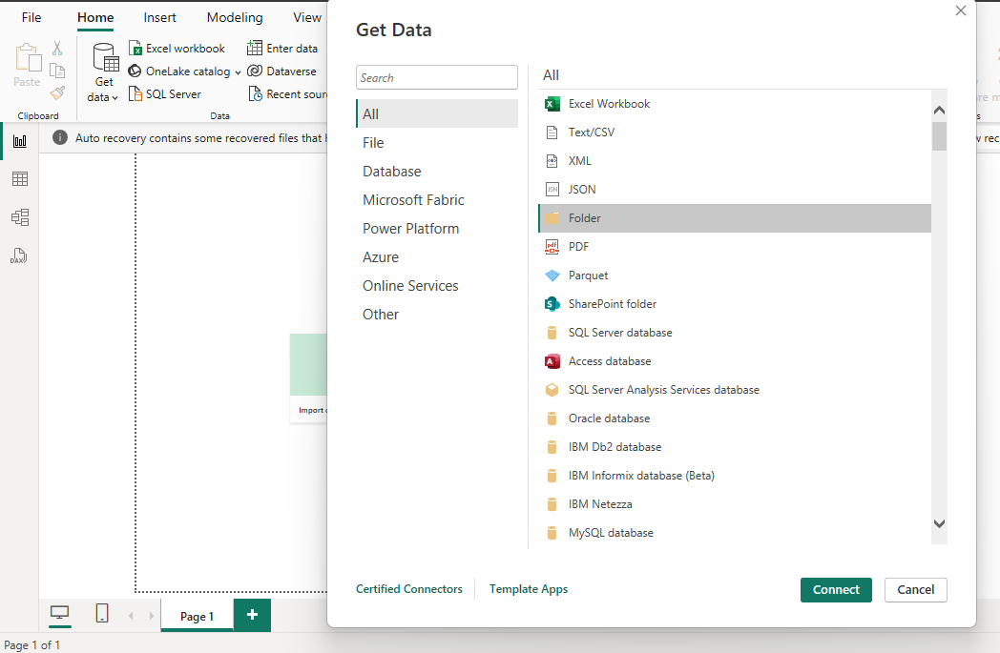 File Home Insert Modeling View
Paste
Clipboard
Get
data
Excel workbook
OneLake catalog
SQL Server
Enter data
Dataverse
Recent sour
Data
Auto recovery contains some recovered files that
w rec
DAX
Import
Page 1
Page 1 of 1
Get Data
Search
All
File
Database
Microsoft Fabric
Power Platform
Azure
Online Services
Other
All
Excel Workbook
Text/CSV
XML
JSON
Folder
PDF
Parquet
SharePoint folder
SQL Server database
Access database
SQL Server Analysis Services database
Oracle database
IBM Db2 database
IBM Informix database (Beta)
IBM Netezza
MySQL database
Certified Connectors Template Apps
Connect Cancel